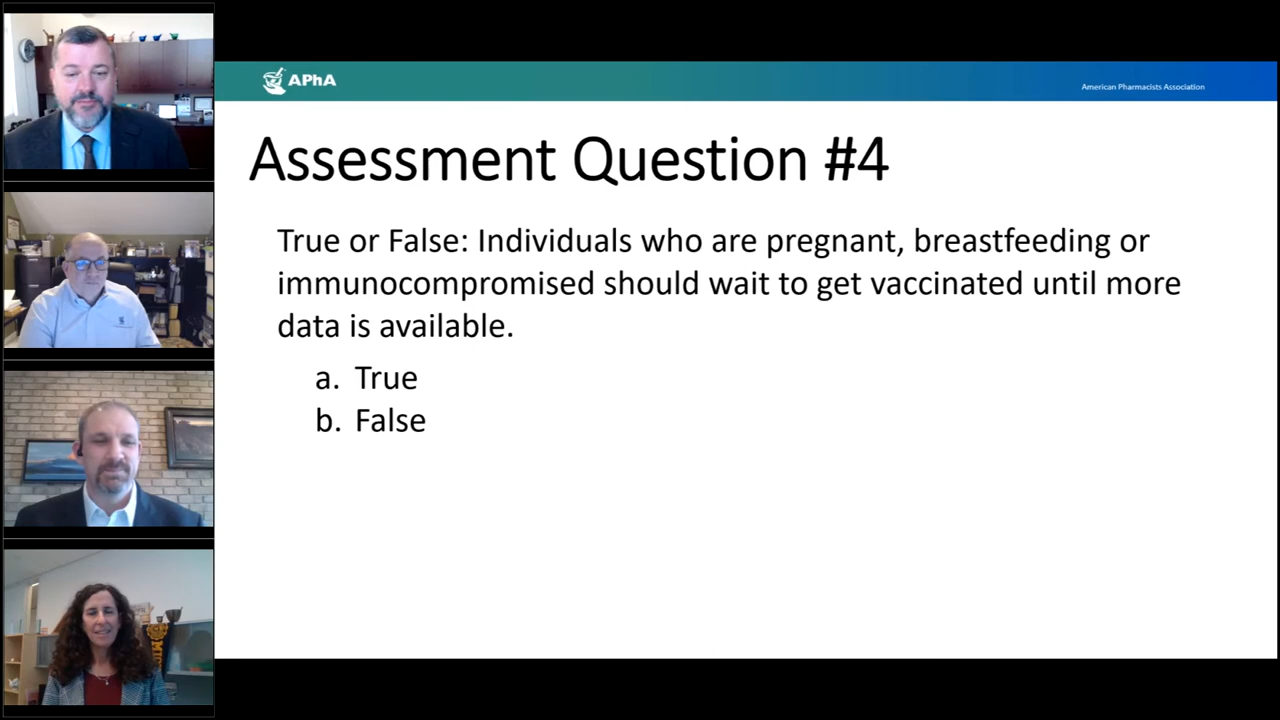 APhA
American Pharmacists Association
Assessment Question #4
True or False: Individuals who are pregnant, breastfeeding or
immunocompromised should wait to get vaccinated until more
data is available.
a. True
b. False